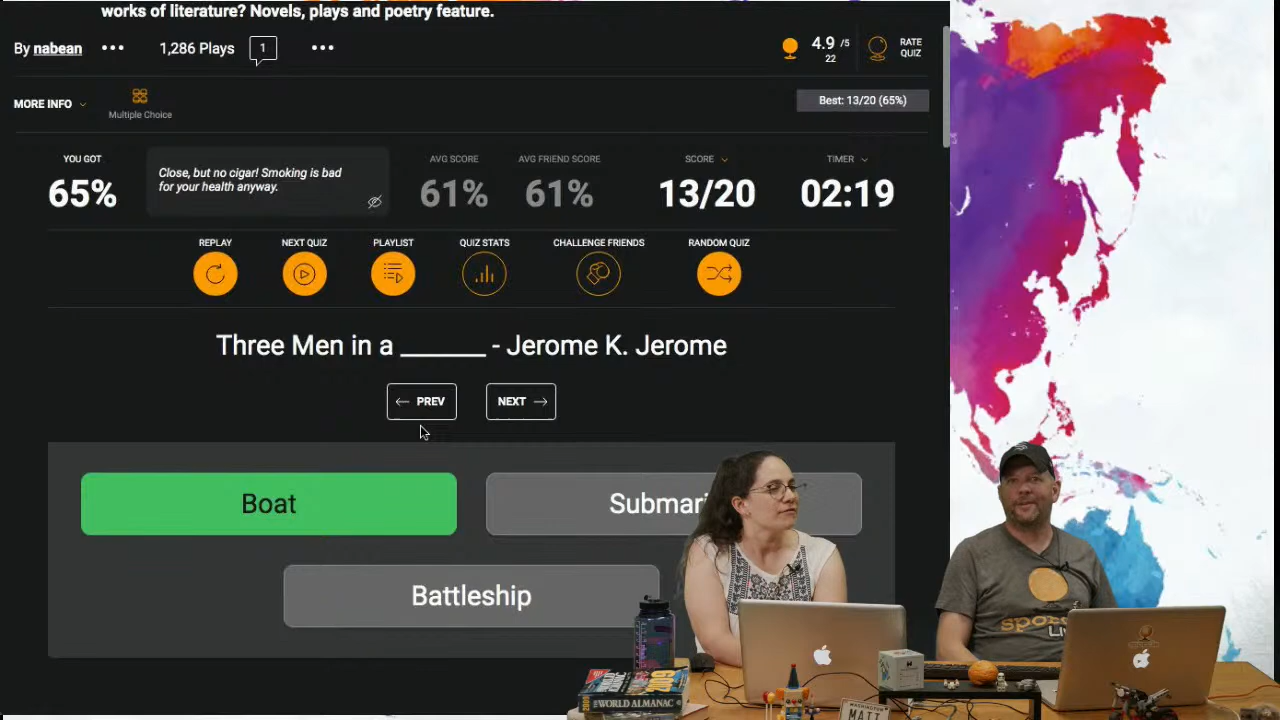 works of literature? Novels, plays and poetry feature.
By nabean ••• 1,286 Plays 1 •••
4.9 /5
22
RATE
QUIZ
MORE INFO
Multiple Choice
Best: 13/20 (65%)
YOU GOT
65%
Close, but no cigar! Smoking is bad
for your health anyway.
AVG SCORE
61%
AVG FRIEND SCORE
61%
SCORE
13/20
TIMER
02:19
REPLAY
NEXT QUIZ
PLAYLIST
QUIZ STATS
CHALLENGE FRIENDS
RANDOM QUIZ
Three Men in a ______ - Jerome K. Jerome
← PREV
NEXT →
Boat
Submari
Battleship
WORLD ALMANAC
WASHINGTON
MATT